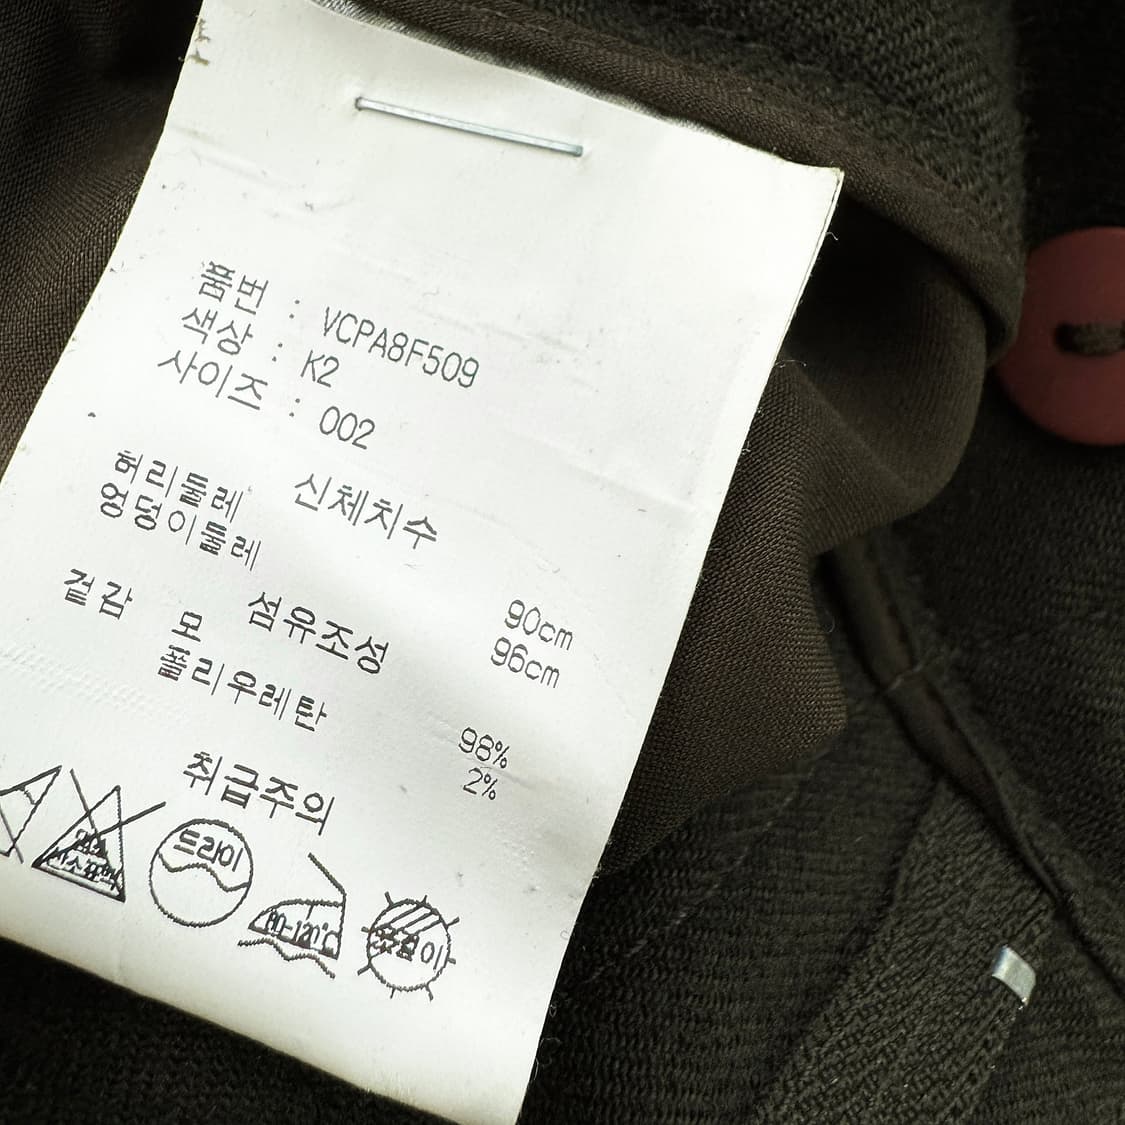 품번 : VCPA8F509
색상 : K2
사이즈 : 002
신체치수
허리둘레 90cm
엉덩이둘레 96cm
섬유조성
겉감 모 98%
폴리우레탄 2%
취급주의
드라이
80-120℃